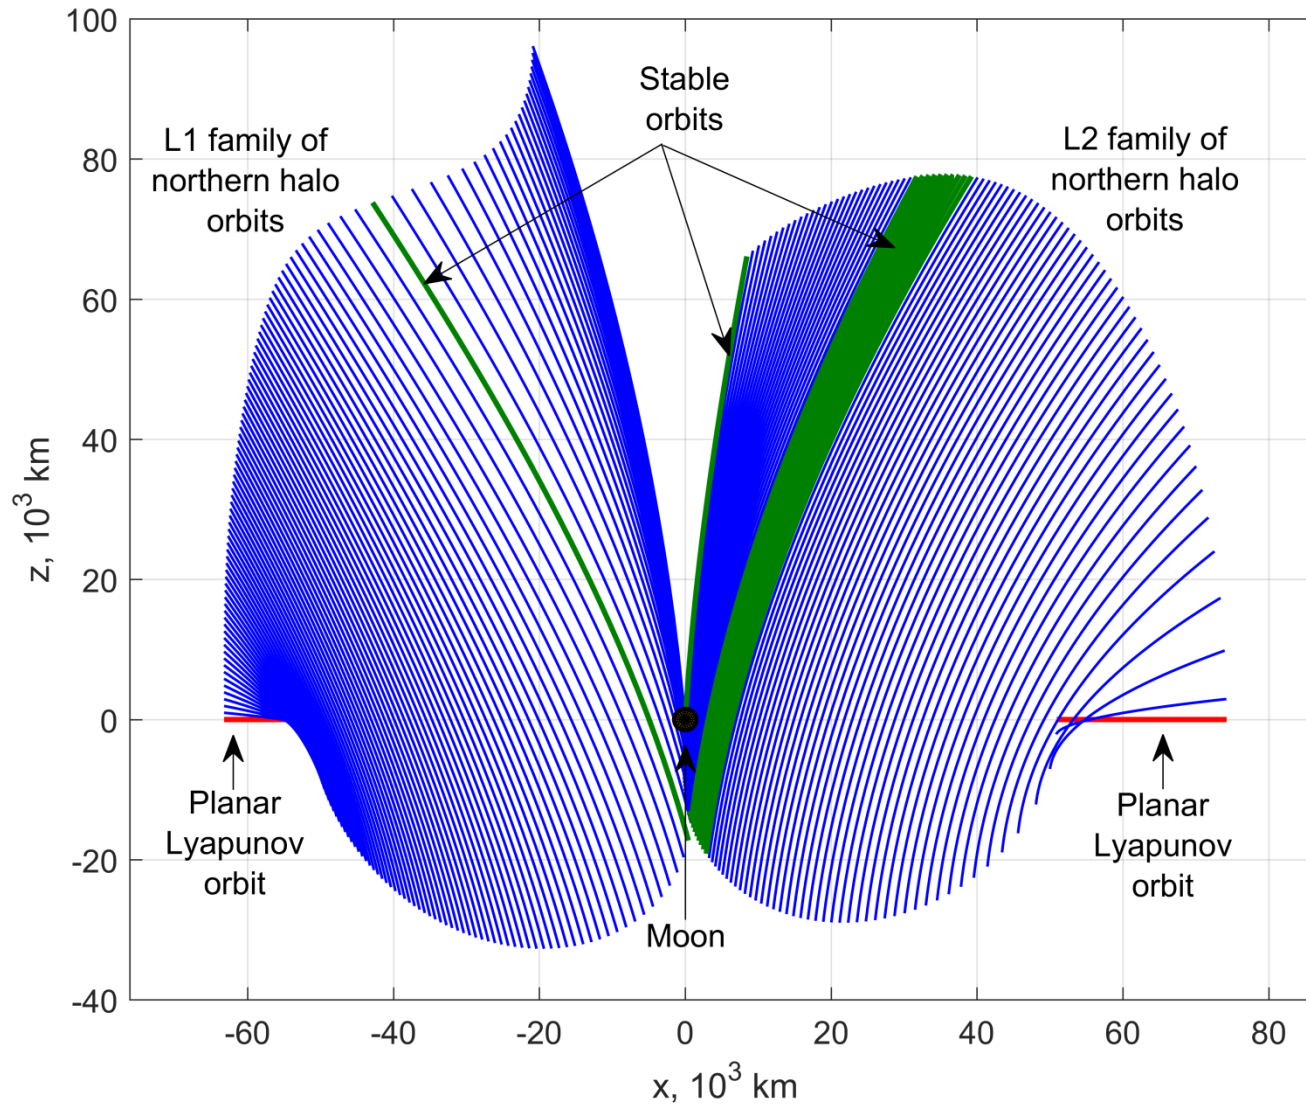 100
80
60
40
20
0
-20
-40
z, 10³ km
Stable
orbits
L1 family of
northern halo
orbits
L2 family of
northern halo
orbits
Planar
Lyapunov
orbit
Moon
Planar
Lyapunov
orbit
-60
-40
-20
0
20
40
60
80
x, 10³ km